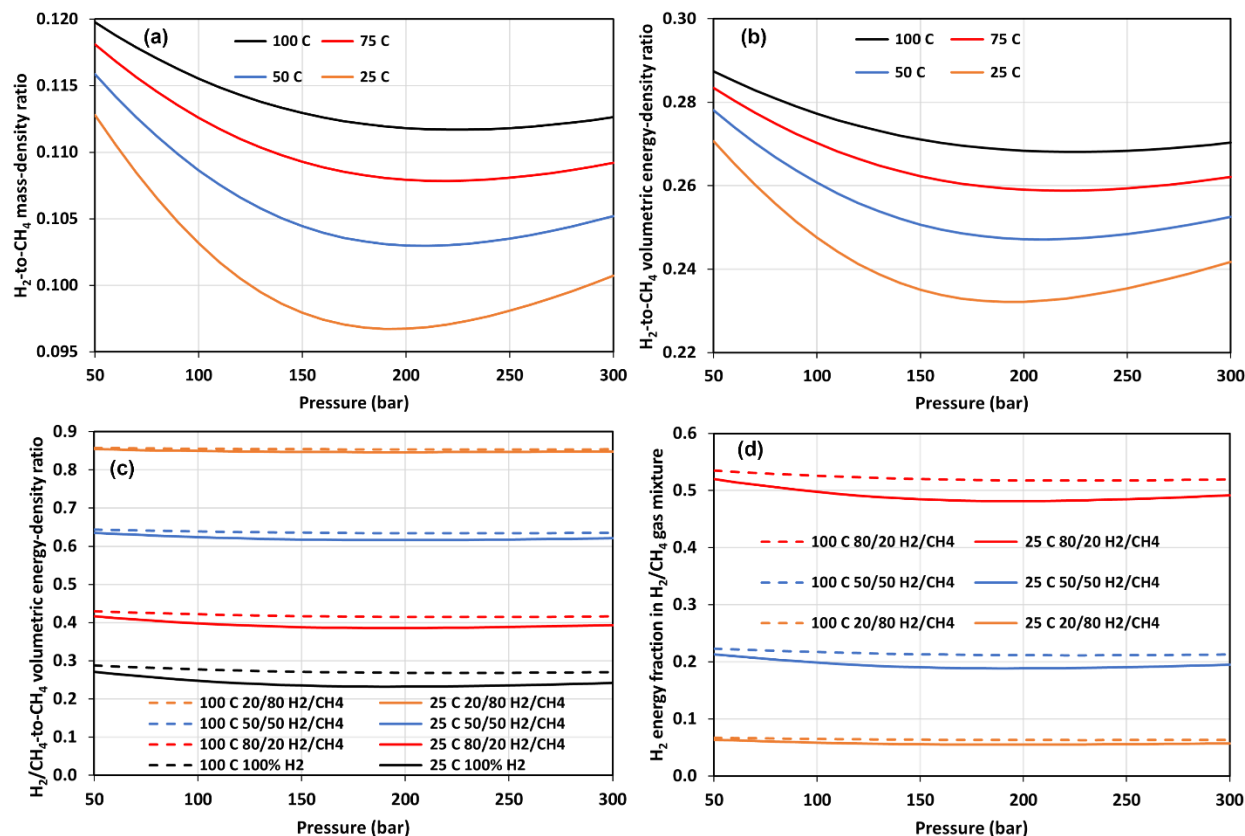 (a)
H₂-to-CH₄ mass-density ratio
0.120
0.115
0.110
0.105
0.100
0.095
100 C 75 C
50 C 25 C
50 100 150 200 250 300
Pressure (bar)
(b)
H₂-to-CH₄ volumetric energy-density ratio
0.30
0.28
0.26
0.24
0.22
100 C 75 C
50 C 25 C
50 100 150 200 250 300
Pressure (bar)
(c)
H₂/CH₄-to-CH₄ volumetric energy-density ratio
0.9
0.8
0.7
0.6
0.5
0.4
0.3
0.2
0.1
0.0
100 C 20/80 H2/CH4 25 C 20/80 H2/CH4
100 C 50/50 H2/CH4 25 C 50/50 H2/CH4
100 C 80/20 H2/CH4 25 C 80/20 H2/CH4
100 C 100% H2 25 C 100% H2
50 100 150 200 250 300
Pressure (bar)
(d)
H₂ energy fraction in H₂/CH₄ gas mixture
0.6
0.5
0.4
0.3
0.2
0.1
0.0
100 C 80/20 H2/CH4 25 C 80/20 H2/CH4
100 C 50/50 H2/CH4 25 C 50/50 H2/CH4
100 C 20/80 H2/CH4 25 C 20/80 H2/CH4
50 100 150 200 250 300
Pressure (bar)